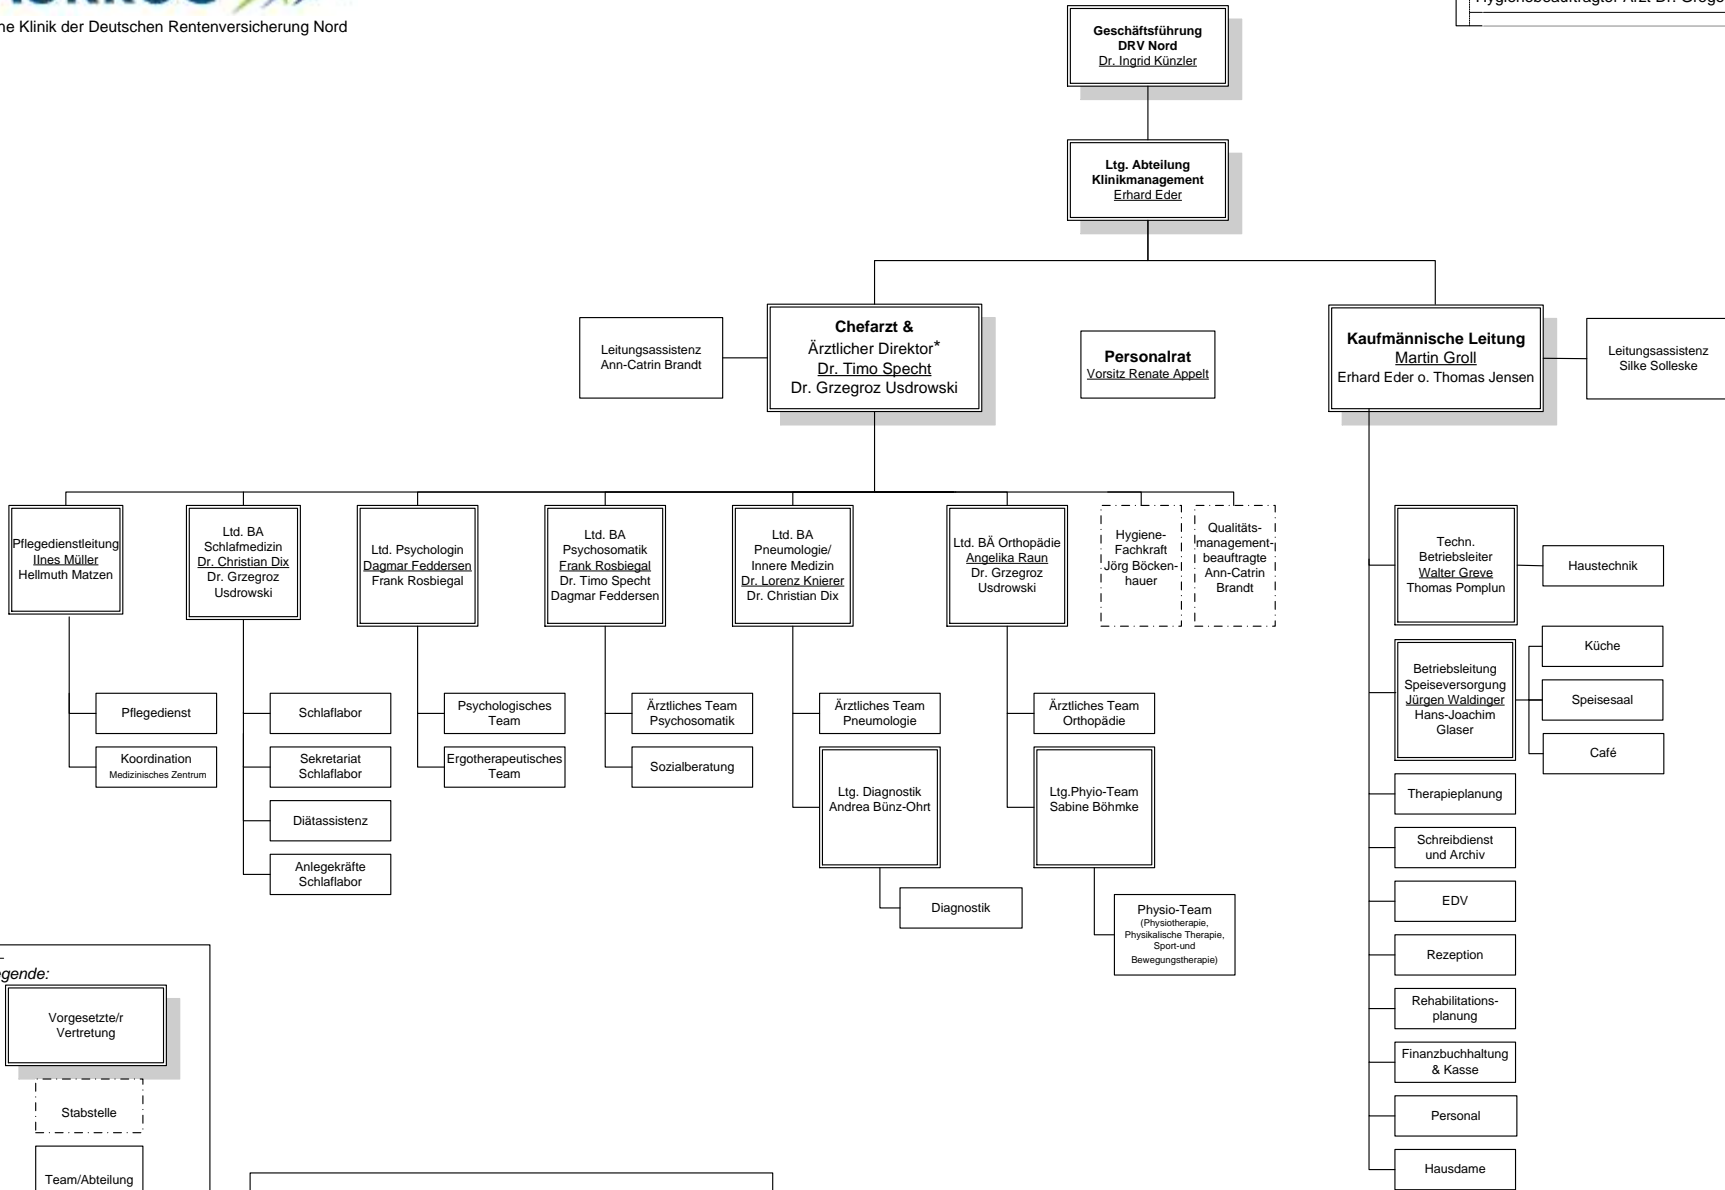 ne Klinik der Deutschen Rentenversicherung Nord
Geschäftsführung
DRV Nord
Dr. Ingrid Künzler
Ltg. Abteilung
Klinikmanagement
Erhard Eder
Leitungsassistenz
Ann-Catrin Brandt
Chefarzt &
Ärztlicher Direktor*
Dr. Timo Specht
Dr. Grzegroz Usdrowski
Personalrat
Vorsitz Renate Appelt
Kaufmännische Leitung
Martin Groll
Erhard Eder o. Thomas Jensen
Leitungsassistenz
Silke Solleske
Pflegedienstleitung
Ilnes Müller
Hellmuth Matzen
Ltd. BA
Schlafmedizin
Dr. Christian Dix
Dr. Grzegroz
Usdrowski
Ltd. Psychologin
Dagmar Feddersen
Frank Rosbiegal
Ltd. BA
Psychosomatik
Frank Rosbiegal
Dr. Timo Specht
Dagmar Feddersen
Ltd. BA
Pneumologie/
Innere Medizin
Dr. Lorenz Knierer
Dr. Christian Dix
Ltd. BÄ Orthopädie
Angelika Raun
Dr. Grzegroz
Usdrowski
Hygiene-
Fachkraft
Jörg Böcken-
hauer
Qualitäts-
management-
beauftragte
Ann-Catrin
Brandt
Techn.
Betriebsleiter
Walter Greve
Thomas Pomplun
Haustechnik
Betriebsleitung
Speiseversorgung
Jürgen Waldinger
Hans-Joachim
Glaser
Küche
Speisesaal
Café
Pflegedienst
Koordination
Medizinisches Zentrum
Schlaflabor
Sekretariat
Schlaflabor
Diätassistenz
Anlegekräfte
Schlaflabor
Psychologisches
Team
Ergotherapeutisches
Team
Ärztliches Team
Psychosomatik
Sozialberatung
Ärztliches Team
Pneumologie
Ltg. Diagnostik
Andrea Bünz-Ohrt
Diagnostik
Ärztliches Team
Orthopädie
Ltg.Phyio-Team
Sabine Böhmke
Physio-Team
(Physiotherapie,
Physikalische Therapie,
Sport-und
Bewegungstherapie)
Therapieplanung
Schreibdienst
und Archiv
EDV
Rezeption
Rehabilitations-
planung
Finanzbuchhaltung
& Kasse
Personal
Hausdame
gende:
Vorgesetzte/r
Vertretung
Stabstelle
Team/Abteilung